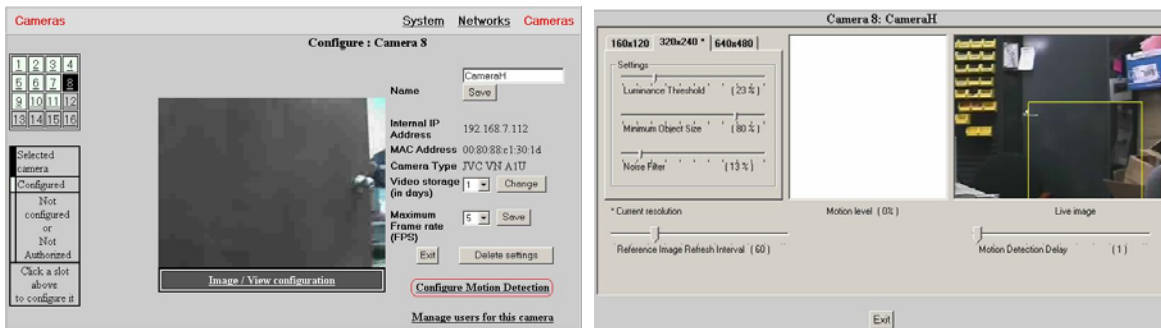 Cameras
System Networks Cameras
Configure : Camera 8
1 2 3 4
5 6 7 8
9 10 11 12
13 14 15 16
Selected
camera
Configured
Not
configured
or
Not
Authorized
Click a slot
above
to configure it
Image / View configuration
Name
CameraH
Save
Internal IP
Address
192.168.7.112
MAC Address 00:80:88:c1:30:1d
Camera Type JVC VN A1U
Video storage
(in days)
1
Change
Maximum
Frame rate
(FPS)
5
Save
Exit
Delete settings
Configure Motion Detection
Manage users for this camera
Camera 8: CameraH
160x120 320x240 * 640x480
Settings
Luminance Threshold ( 23 % )
Minimum Object Size ( 80 % )
Noise Filter ( 13 % )
* Current resolution
Motion level ( 0% )
Live image
Reference Image Refresh Interval ( 60 )
Motion Detection Delay ( 1 )
Exit